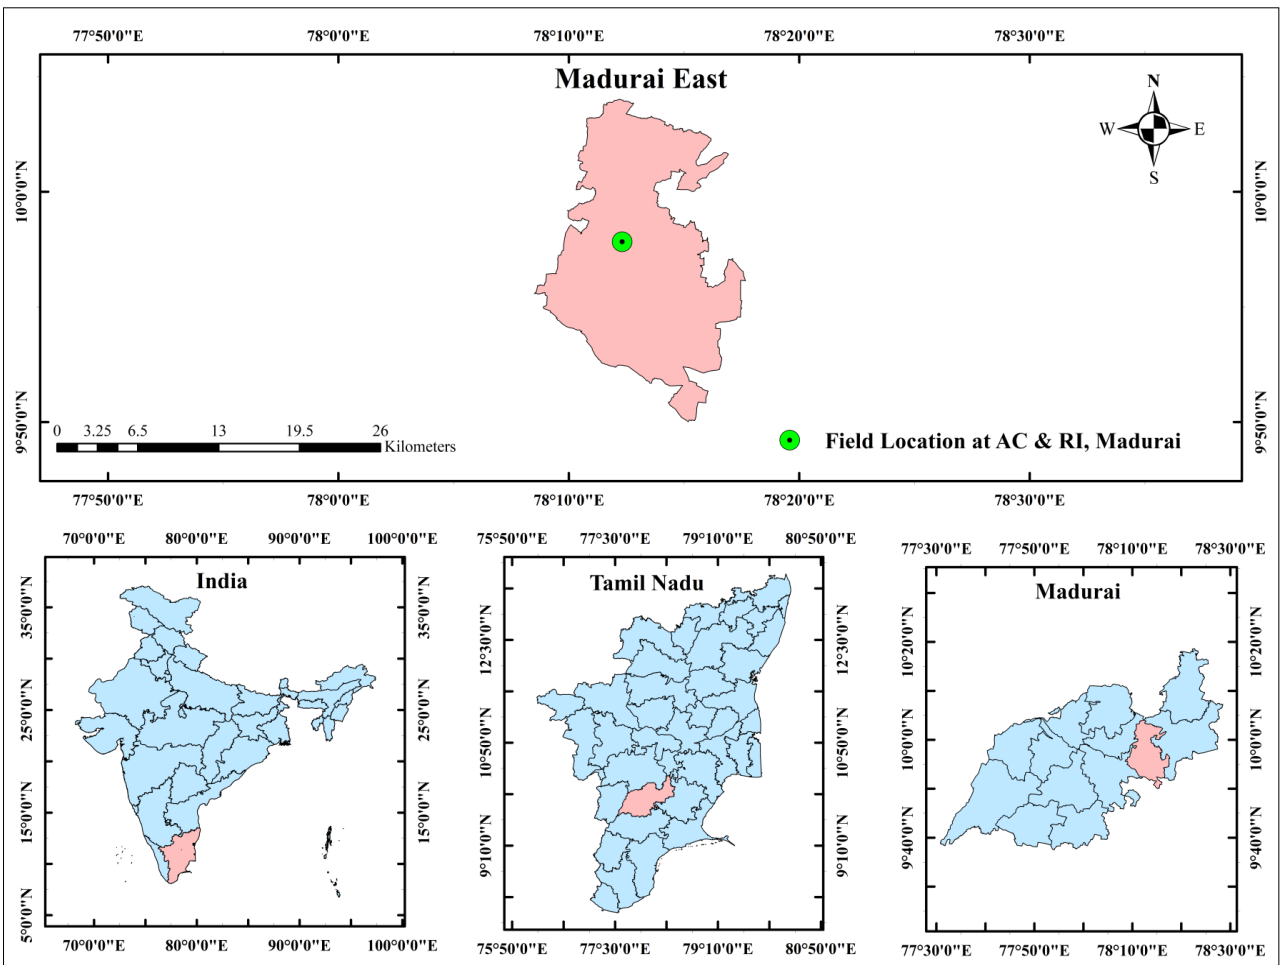 77°50'0"E 78°0'0"E 78°10'0"E 78°20'0"E 78°30'0"E
Madurai East
N
W E
S
10°0'0"N 10°0'0"N
9°50'0"N 9°50'0"N
0 3.25 6.5 13 19.5 26
Kilometers
Field Location at AC & RI, Madurai
77°50'0"E 78°0'0"E 78°10'0"E 78°20'0"E 78°30'0"E
70°0'0"E 80°0'0"E 90°0'0"E 100°0'0"E
India
35°0'0"N 35°0'0"N
25°0'0"N 25°0'0"N
15°0'0"N 15°0'0"N
5°0'0"N 5°0'0"N
70°0'0"E 80°0'0"E 90°0'0"E 100°0'0"E
75°50'0"E 77°30'0"E 79°10'0"E 80°50'0"E
Tamil Nadu
12°30'0"N 12°30'0"N
10°50'0"N 10°50'0"N
9°10'0"N 9°10'0"N
75°50'0"E 77°30'0"E 79°10'0"E 80°50'0"E
77°30'0"E 77°50'0"E 78°10'0"E 78°30'0"E
Madurai
10°20'0"N 10°20'0"N
10°0'0"N 10°0'0"N
9°40'0"N 9°40'0"N
77°30'0"E 77°50'0"E 78°10'0"E 78°30'0"E